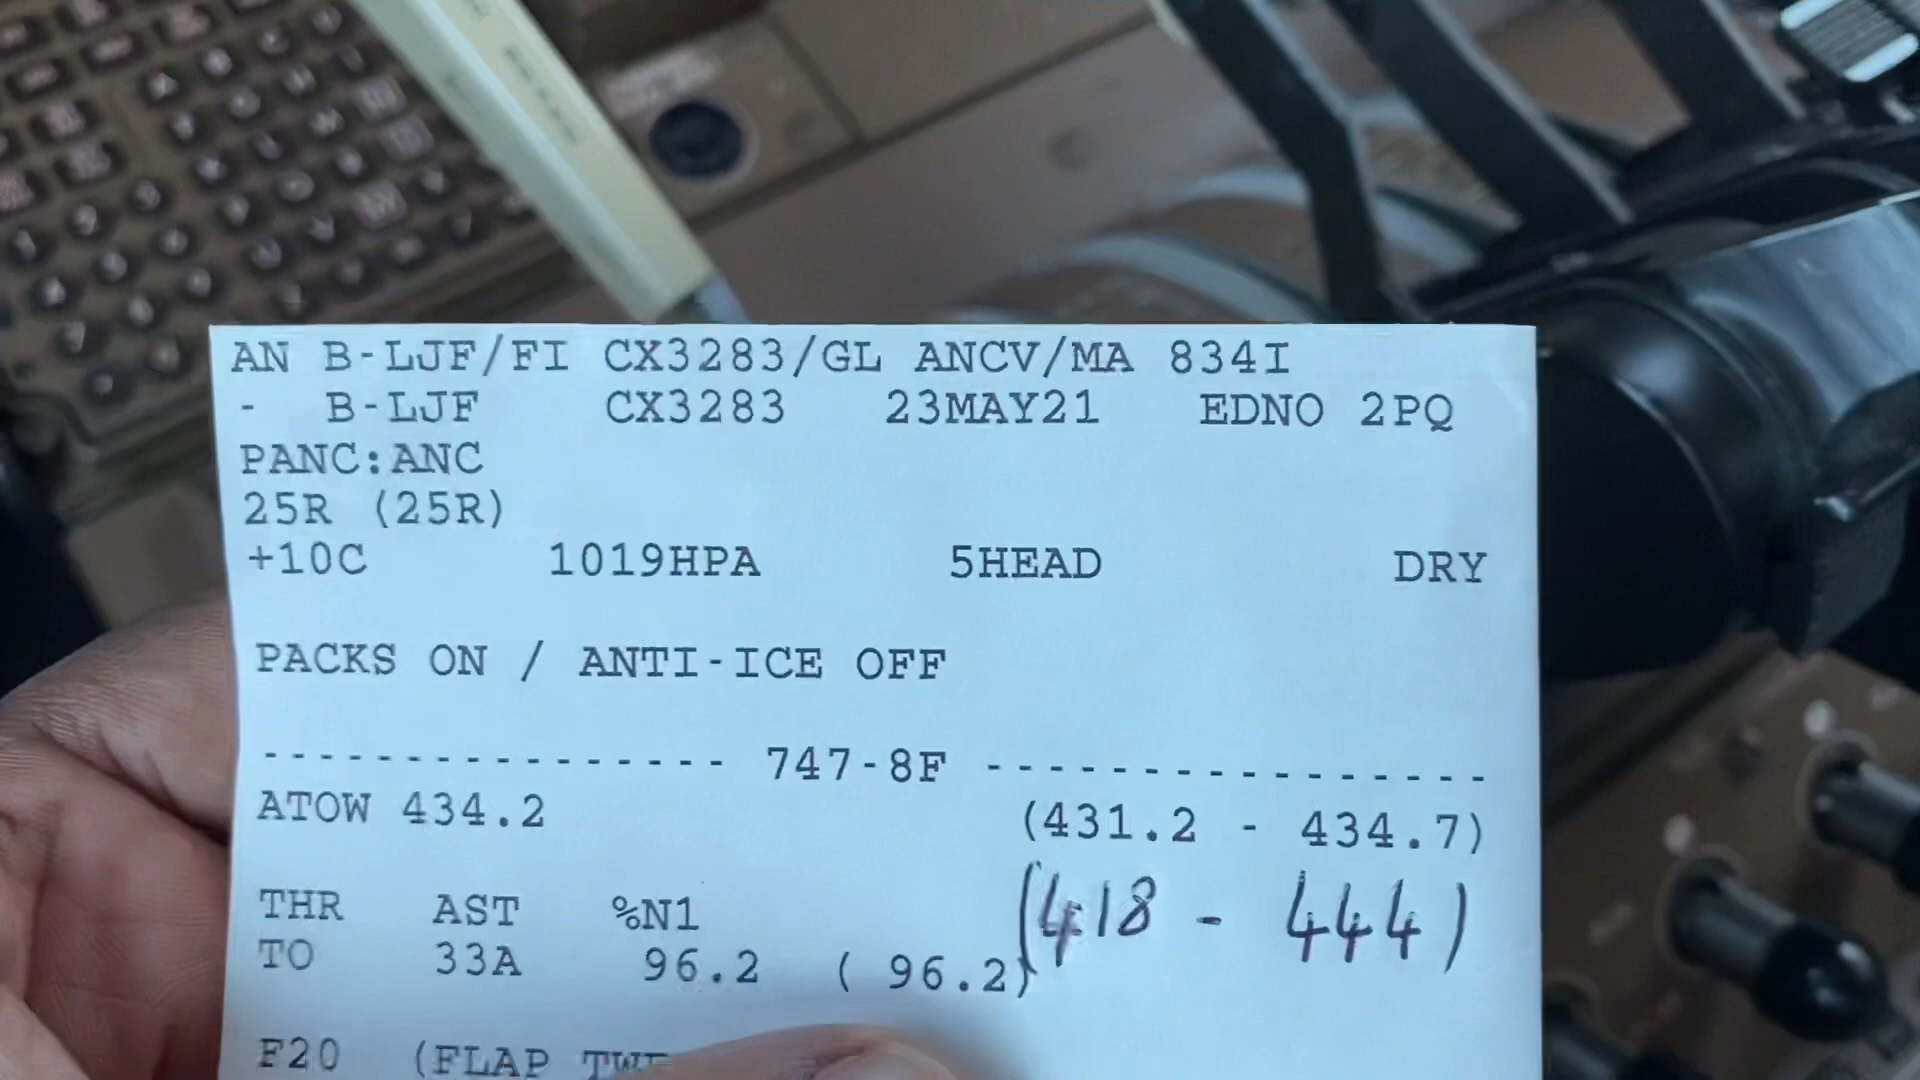 AN B-LJF/FI CX3283/GL ANCV/MA 834I
- B-LJF CX3283 23MAY21 EDNO 2PQ
PANC:ANC
25R (25R)
+10C 1019HPA 5HEAD DRY
PACKS ON / ANTI-ICE OFF
---------------- 747-8F ----------------
ATOW 434.2 (431.2 - 434.7)
(418 - 444)
THR AST %N1
TO 33A 96.2 ( 96.2)
F20 (FLAP